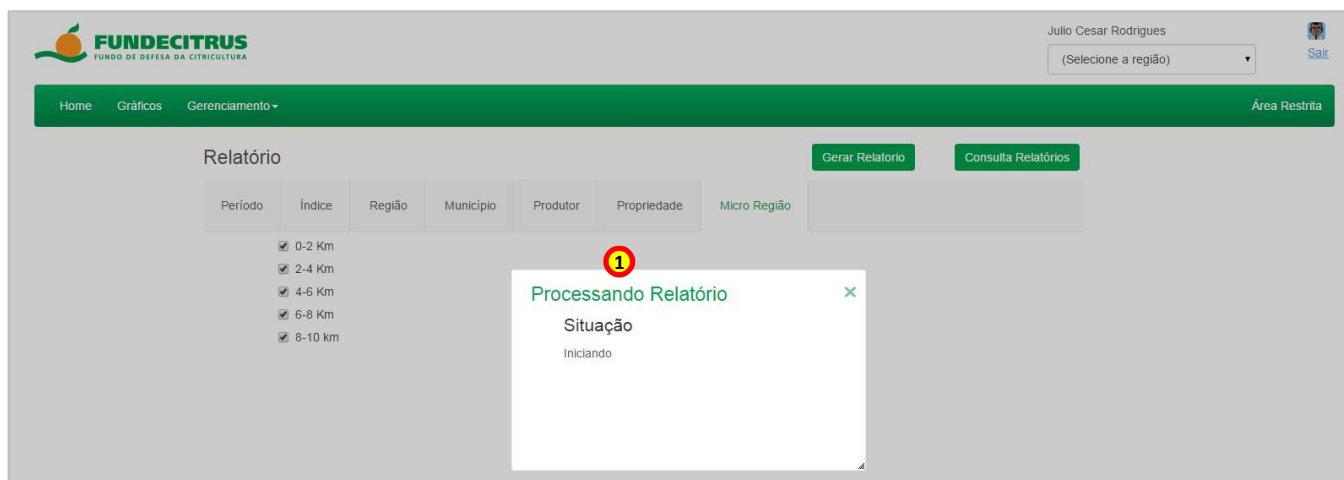 FUNDECITRUS
FUNDO DE DEFESA DA CITRICULTURA
Julio Cesar Rodrigues
(Selecione a região)
Sair
Home Gráficos Gerenciamento Área Restrita
Relatório Gerar Relatorio Consulta Relatórios
Período Índice Região Município Produtor Propriedade Micro Região
0-2 Km
2-4 Km
4-6 Km
6-8 Km
8-10 km
1
Processando Relatório ×
Situação
Iniciando